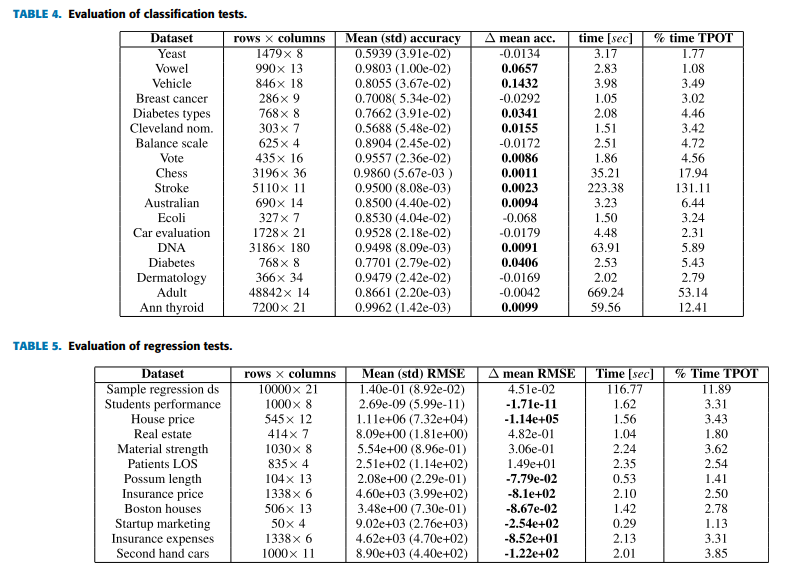 TABLE 4. Evaluation of classification tests.
Dataset rows × columns Mean (std) accuracy Δ mean acc. time [sec] % time TPOT
Yeast 1479× 8 0.5939 (3.91e-02) -0.0134 3.17 1.77
Vowel 990× 13 0.9803 (1.00e-02) 0.0657 2.83 1.08
Vehicle 846× 18 0.8055 (3.67e-02) 0.1432 3.98 3.49
Breast cancer 286× 9 0.7008( 5.34e-02) -0.0292 1.05 3.02
Diabetes types 768× 8 0.7662 (3.91e-02) 0.0341 2.08 4.46
Cleveland nom. 303× 7 0.5688 (5.48e-02) 0.0155 1.51 3.42
Balance scale 625× 4 0.8904 (2.45e-02) -0.0172 2.51 4.72
Vote 435× 16 0.9557 (2.36e-02) 0.0086 1.86 4.56
Chess 3196× 36 0.9860 (5.67e-03 ) 0.0011 35.21 17.94
Stroke 5110× 11 0.9500 (8.08e-03) 0.0023 223.38 131.11
Australian 690× 14 0.8500 (4.40e-02) 0.0094 3.23 6.44
Ecoli 327× 7 0.8530 (4.04e-02) -0.068 1.50 3.24
Car evaluation 1728× 21 0.9528 (2.18e-02) -0.0179 4.48 2.31
DNA 3186× 180 0.9498 (8.09e-03) 0.0091 63.91 5.89
Diabetes 768× 8 0.7701 (2.79e-02) 0.0406 2.53 5.43
Dermatology 366× 34 0.9479 (2.42e-02) -0.0169 2.02 2.79
Adult 48842× 14 0.8661 (2.20e-03) -0.0042 669.24 53.14
Ann thyroid 7200× 21 0.9962 (1.42e-03) 0.0099 59.56 12.41
TABLE 5. Evaluation of regression tests.
Dataset rows × columns Mean (std) RMSE Δ mean RMSE Time [sec] % Time TPOT
Sample regression ds 10000× 21 1.40e-01 (8.92e-02) 4.51e-02 116.77 11.89
Students performance 1000× 8 2.69e-09 (5.99e-11) -1.71e-11 1.62 3.31
House price 545× 12 1.11e+06 (7.32e+04) -1.14e+05 1.56 3.43
Real estate 414× 7 8.09e+00 (1.81e+00) 4.82e-01 1.04 1.80
Material strength 1030× 8 5.54e+00 (8.96e-01) 3.06e-01 2.24 3.62
Patients LOS 835× 4 2.51e+02 (1.14e+02) 1.49e+01 2.35 2.54
Possum length 104× 13 2.08e+00 (2.29e-01) -7.79e-02 0.53 1.41
Insurance price 1338× 6 4.60e+03 (3.99e+02) -8.1e+02 2.10 2.50
Boston houses 506× 13 3.48e+00 (7.30e-01) -8.67e-02 1.42 2.78
Startup marketing 50× 4 9.02e+03 (2.76e+03) -2.54e+02 0.29 1.13
Insurance expenses 1338× 6 4.62e+03 (4.70e+02) -8.52e+01 2.13 3.31
Second hand cars 1000× 11 8.90e+03 (4.40e+02) -1.22e+02 2.01 3.85